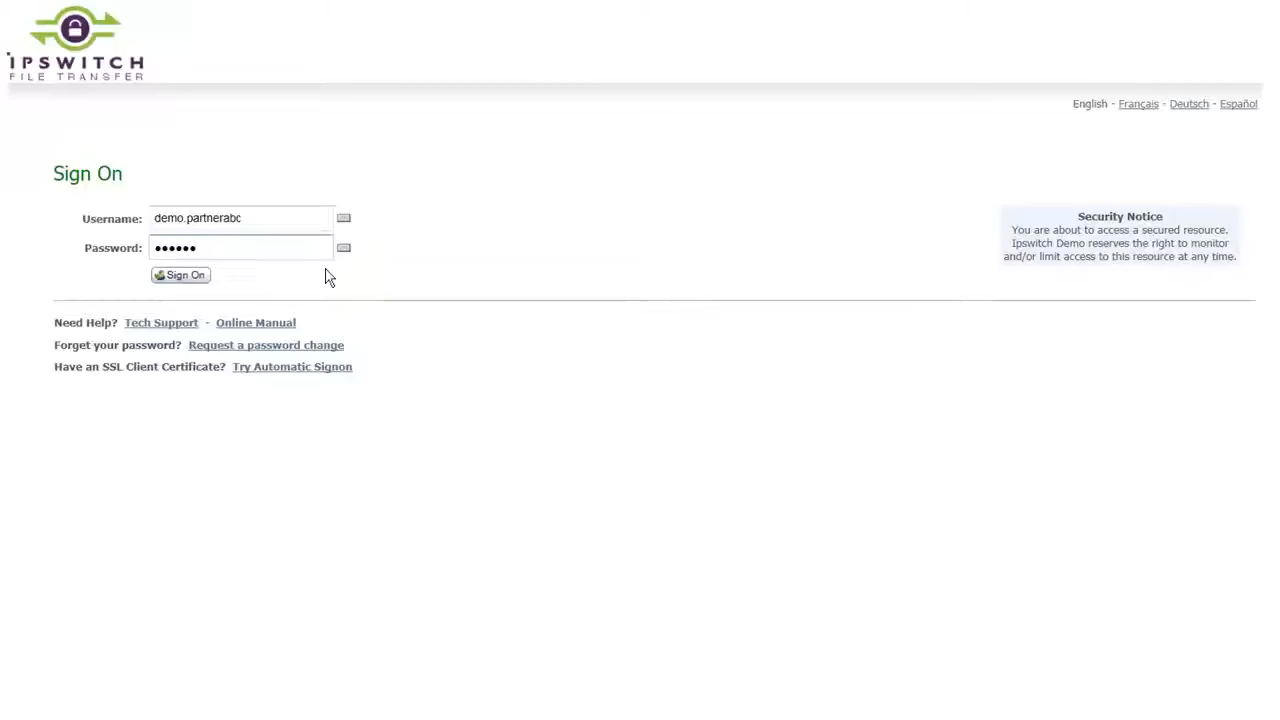 IPSWITCH
FILE TRANSFER
English - Français - Deutsch - Español
Sign On
Username: demo.partnerabc
Password: ••••••
Sign On
Security Notice
You are about to access a secured resource.
Ipswitch Demo reserves the right to monitor
and/or limit access to this resource at any time.
Need Help? Tech Support - Online Manual
Forget your password? Request a password change
Have an SSL Client Certificate? Try Automatic Signon